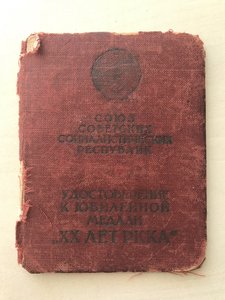 СОЮЗ
СОВЕТСКИХ
СОЦИАЛИСТИЧЕСКИХ
РЕСПУБЛИК
УДОСТОВЕРЕНИЕ
К ЮБИЛЕЙНОЙ
МЕДАЛИ
„XX ЛЕТ РККА"